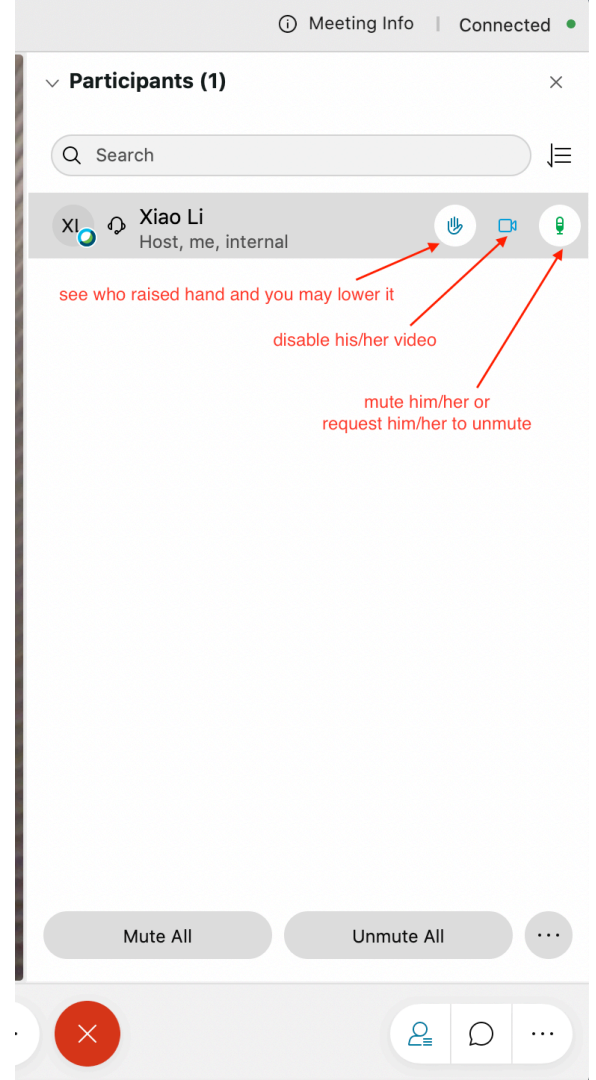 Meeting Info | Connected
Participants (1)
Search
XL
Xiao Li
Host, me, internal
see who raised hand and you may lower it
disable his/her video
mute him/her or
request him/her to unmute
Mute All
Unmute All